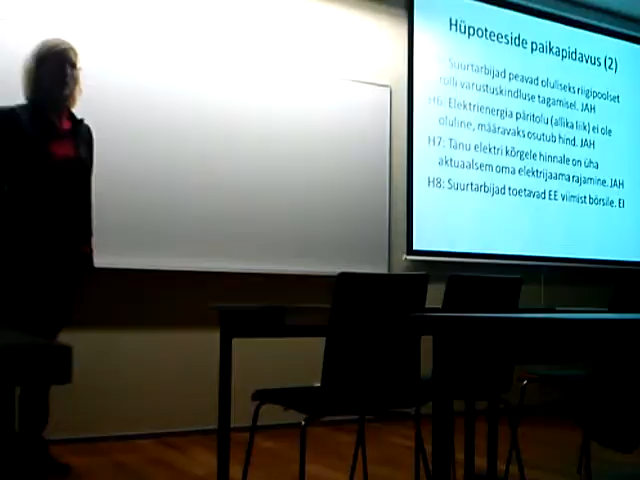 Hüpoteeside paikapidavus (2)
Suurtarbijad peavad oluliseks riigipoolset
rolli varustuskindluse tagamisel. JAH
H6: Elektrienergia päritolu (allika liik) ei ole
oluline, määravaks osutub hind. JAH
H7: Tänu elektri kõrgele hinnale on üha
aktuaalsem oma elektrijaama rajamine. JAH
H8: Suurtarbijad toetavad EE viimist börsile. EI